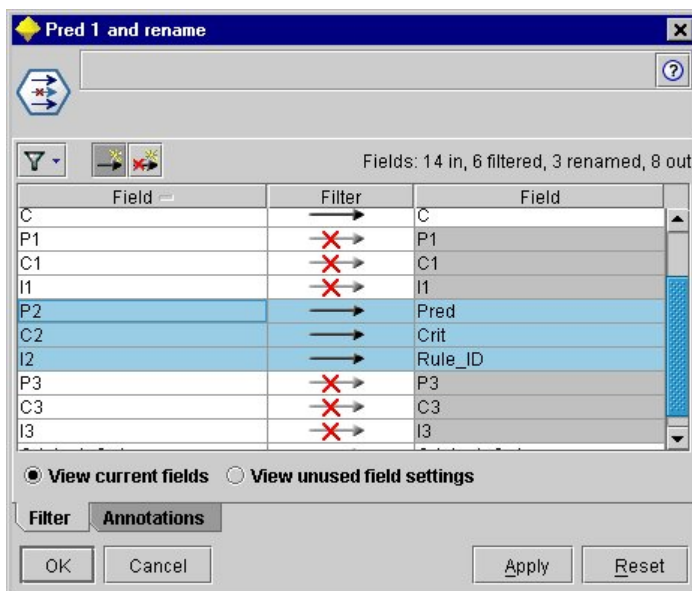 Pred 1 and rename
Fields: 14 in, 6 filtered, 3 renamed, 8 out
Field Filter Field
C C
P1 P1
C1 C1
I1 I1
P2 Pred
C2 Crit
I2 Rule_ID
P3 P3
C3 C3
I3 I3
View current fields View unused field settings
Filter Annotations
OK Cancel Apply Reset